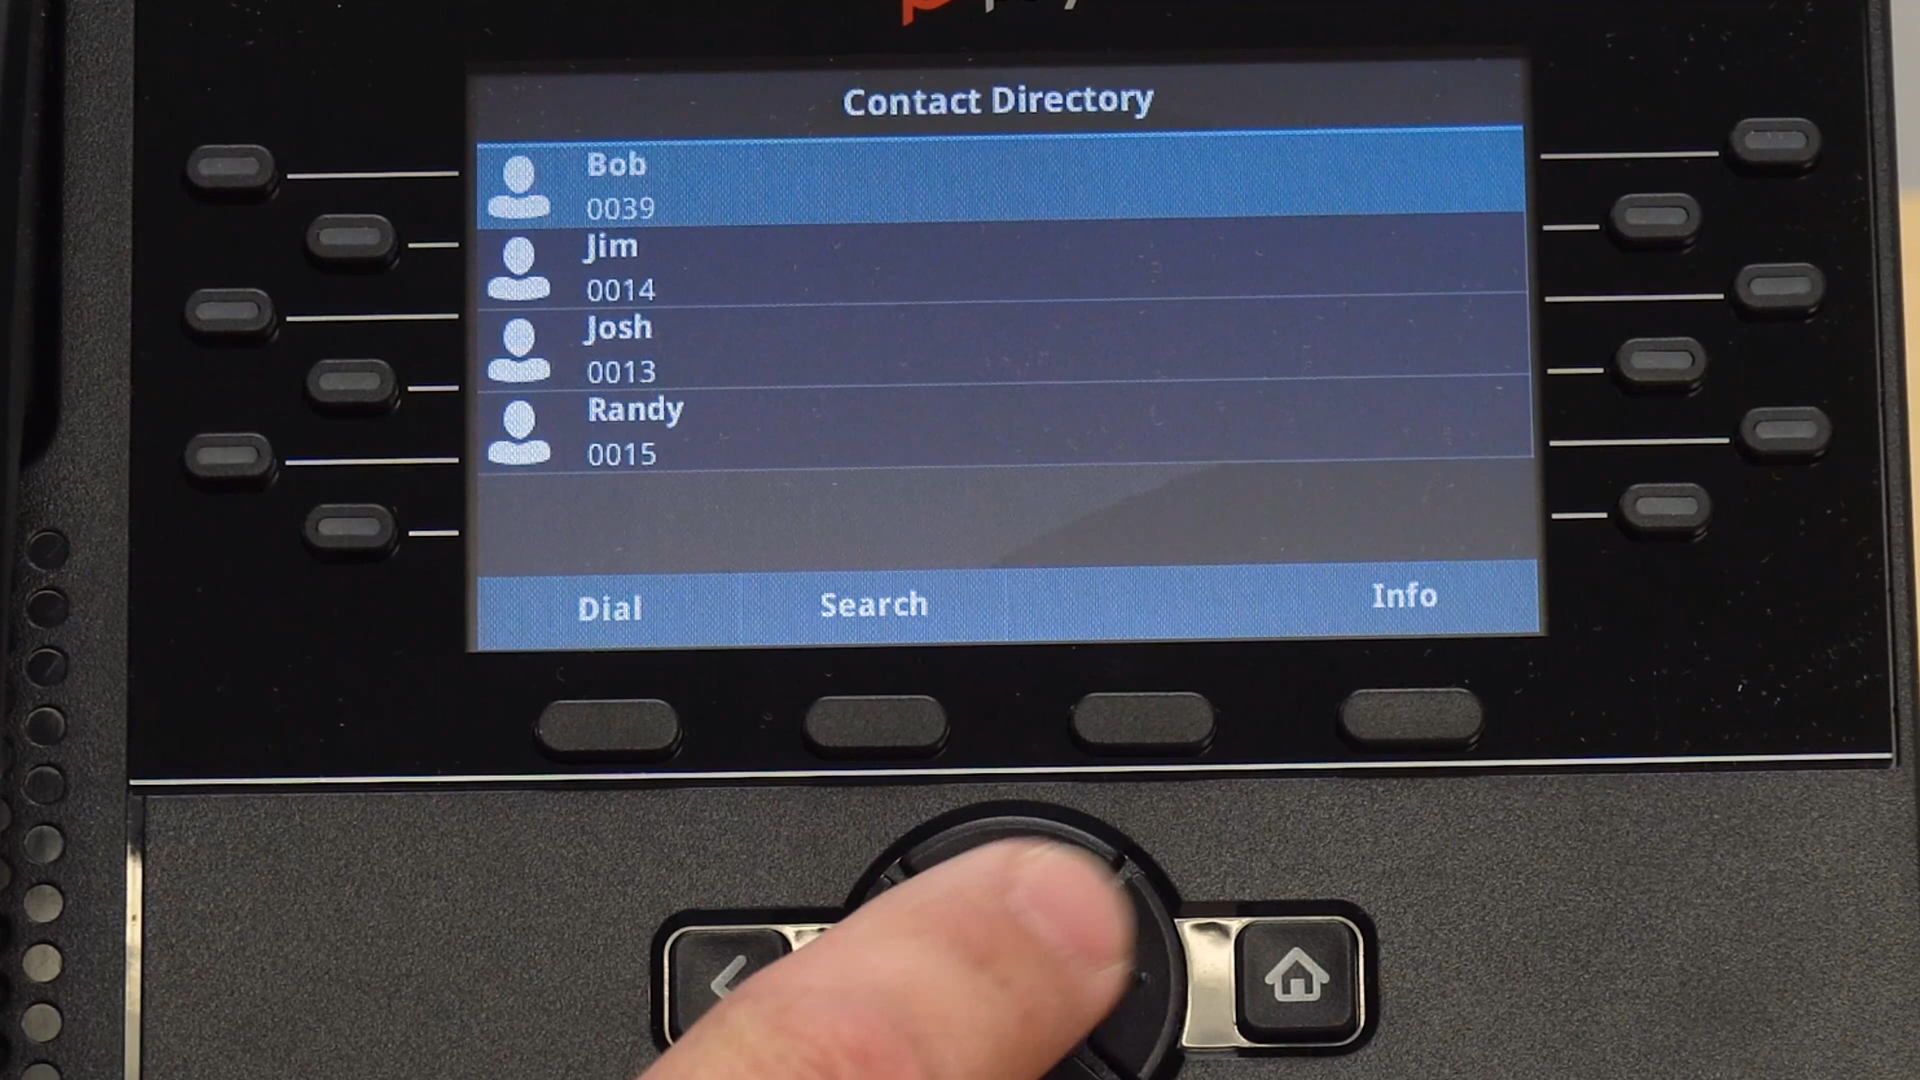 Contact Directory
Bob
0039
Jim
0014
Josh
0013
Randy
0015
Dial
Search
Info